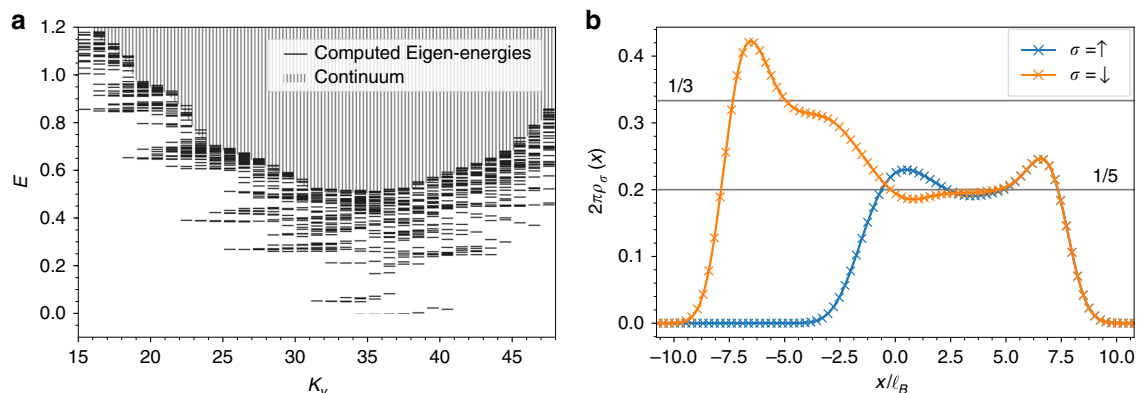 a
1.2
1.0
0.8
0.6
0.4
0.2
0.0
E
15 20 25 30 35 40 45
K_y
Computed Eigen-energies
Continuum
b
0.4
0.3
0.2
0.1
0.0
2πρ_σ(x)
−10.0 −7.5 −5.0 −2.5 0.0 2.5 5.0 7.5 10.0
x/ℓ_B
σ =↑
σ =↓
1/3
1/5